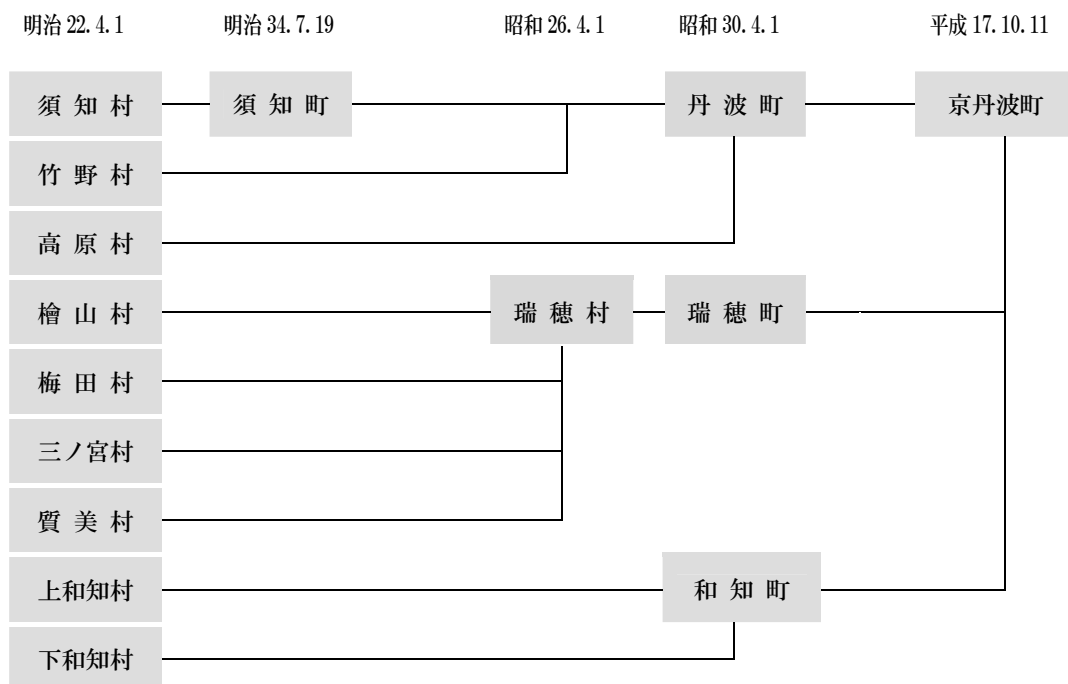 明治 22.4.1 明治 34.7.19 昭和 26.4.1 昭和 30.4.1 平成 17.10.11
須知村 須知町 丹波町 京丹波町
竹野村
高原村
檜山村 瑞穂村 瑞穂町
梅田村
三ノ宮村
質美村
上和知村 和知町
下和知村